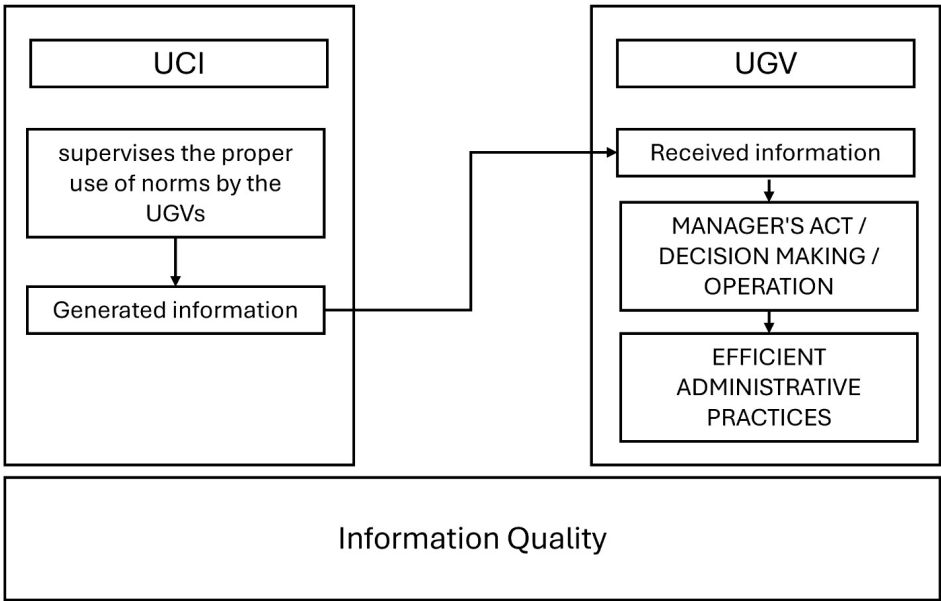 UCI
supervises the proper
use of norms by the
UGVs
Generated information
UGV
Received information
MANAGER'S ACT /
DECISION MAKING /
OPERATION
EFFICIENT
ADMINISTRATIVE
PRACTICES
Information Quality